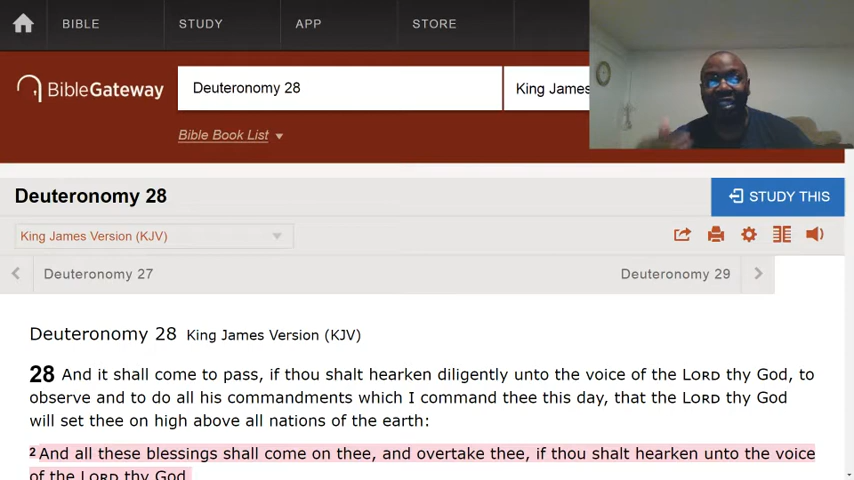 BIBLE STUDY APP STORE
BibleGateway Deuteronomy 28 King James
Bible Book List
Deuteronomy 28
STUDY THIS
King James Version (KJV)
Deuteronomy 27 Deuteronomy 29
Deuteronomy 28 King James Version (KJV)
28 And it shall come to pass, if thou shalt hearken diligently unto the voice of the LORD thy God, to
observe and to do all his commandments which I command thee this day, that the LORD thy God
will set thee on high above all nations of the earth:
2 And all these blessings shall come on thee, and overtake thee, if thou shalt hearken unto the voice
of the LORD thy God.